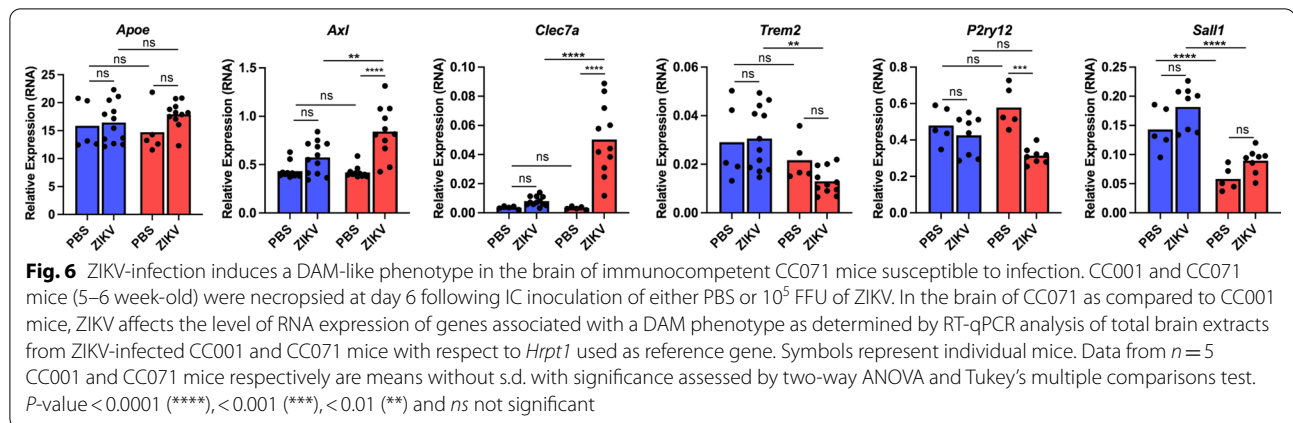 Apoe
Axl
Clec7a
Trem2
P2ry12
Sall1
Relative Expression (RNA)
25
20
15
10
5
0
ns
ns
ns
ns
PBS
ZIKV
PBS
ZIKV
Relative Expression (RNA)
1.5
1.0
0.5
0.0
**
ns
****
ns
PBS
ZIKV
PBS
ZIKV
Relative Expression (RNA)
0.10
0.08
0.06
0.04
0.02
0.00
****
****
ns
ns
PBS
ZIKV
PBS
ZIKV
Relative Expression (RNA)
0.06
0.04
0.02
0.00
**
ns
ns
ns
PBS
ZIKV
PBS
ZIKV
Relative Expression (RNA)
0.8
0.6
0.4
0.2
0.0
ns
ns
***
ns
PBS
ZIKV
PBS
ZIKV
Relative Expression (RNA)
0.25
0.20
0.15
0.10
0.05
0.00
****
****
ns
ns
PBS
ZIKV
PBS
ZIKV
Fig. 6 ZIKV-infection induces a DAM-like phenotype in the brain of immunocompetent CC071 mice susceptible to infection. CC001 and CC071
mice (5–6 week-old) were necropsied at day 6 following IC inoculation of either PBS or 10⁵ FFU of ZIKV. In the brain of CC071 as compared to CC001
mice, ZIKV affects the level of RNA expression of genes associated with a DAM phenotype as determined by RT-qPCR analysis of total brain extracts
from ZIKV-infected CC001 and CC071 mice with respect to Hrpt1 used as reference gene. Symbols represent individual mice. Data from n = 5
CC001 and CC071 mice respectively are means without s.d. with significance assessed by two-way ANOVA and Tukey's multiple comparisons test.
P-value < 0.0001 (****), < 0.001 (***), < 0.01 (**) and ns not significant